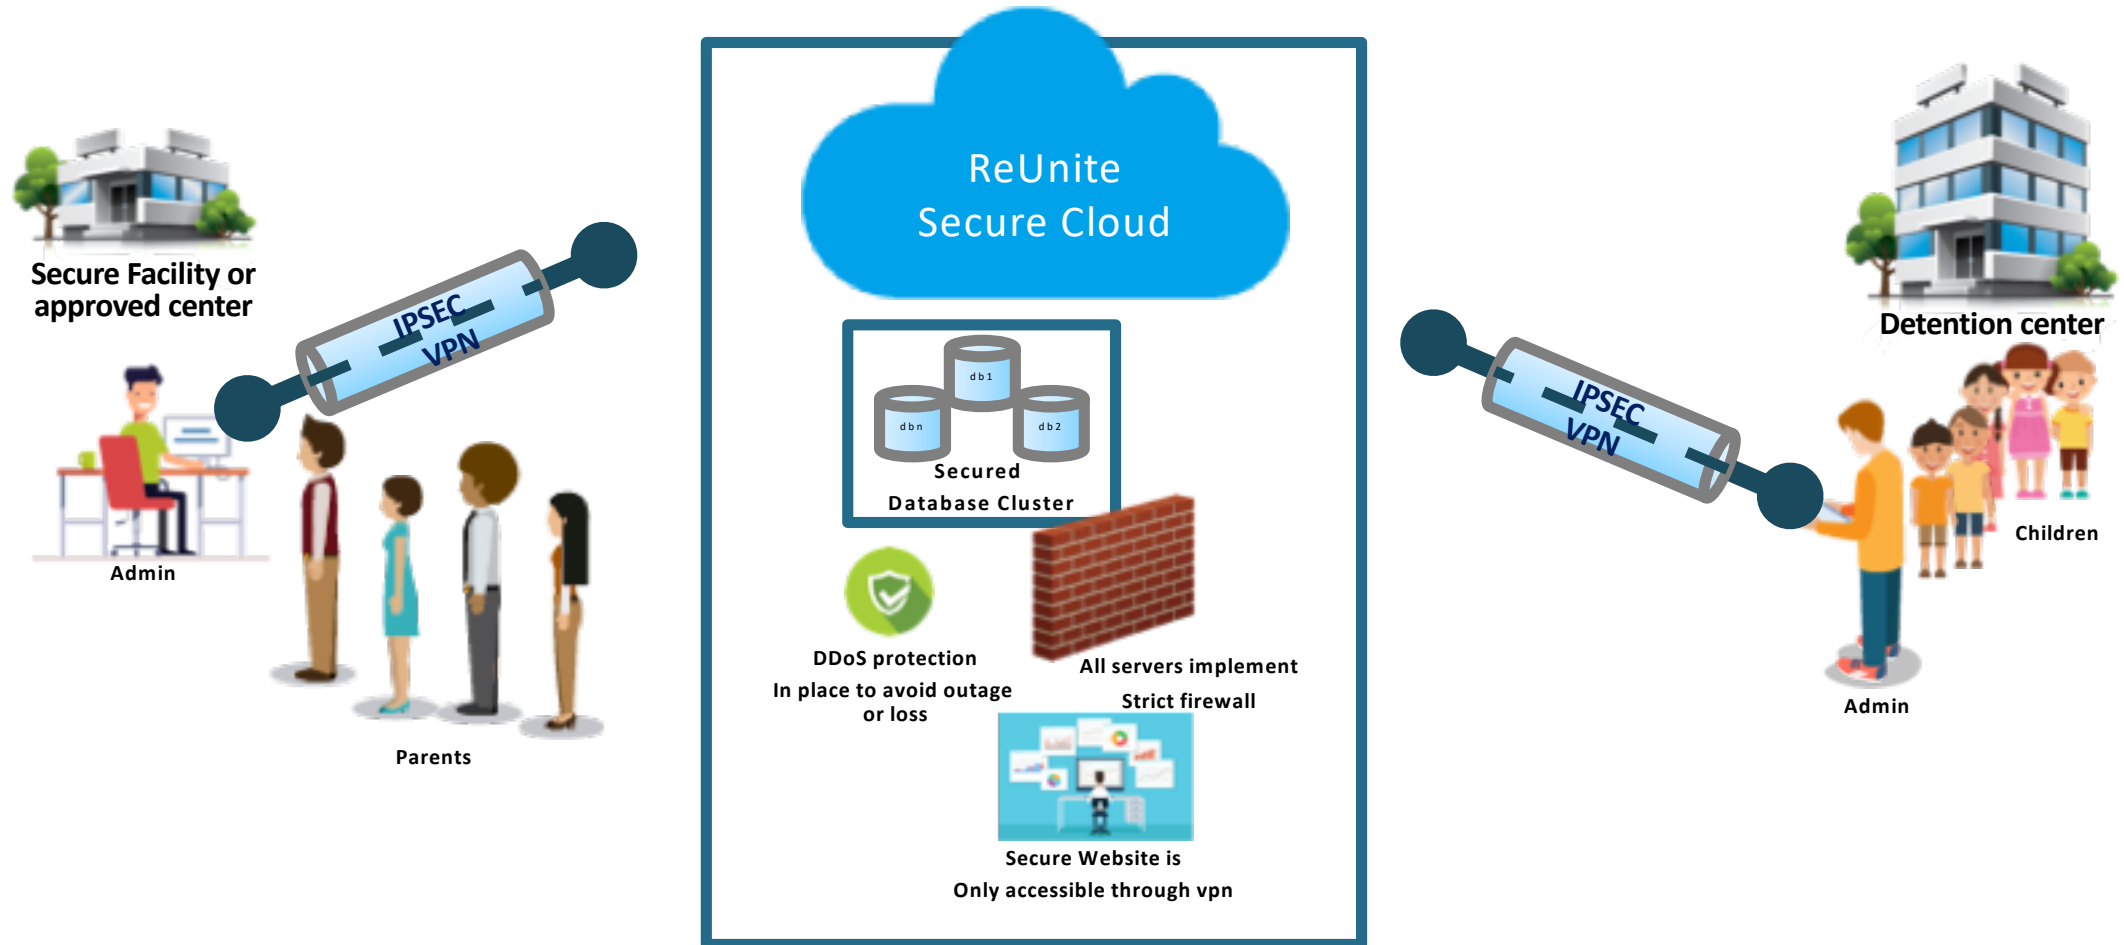 Secure Facility or
approved center
IPSEC
VPN
Admin
Parents
ReUnite
Secure Cloud
db1
dbn
db2
Secured
Database Cluster
DDoS protection
In place to avoid outage
or loss
All servers implement
Strict firewall
Secure Website is
Only accessible through vpn
IPSEC
VPN
Detention center
Children
Admin